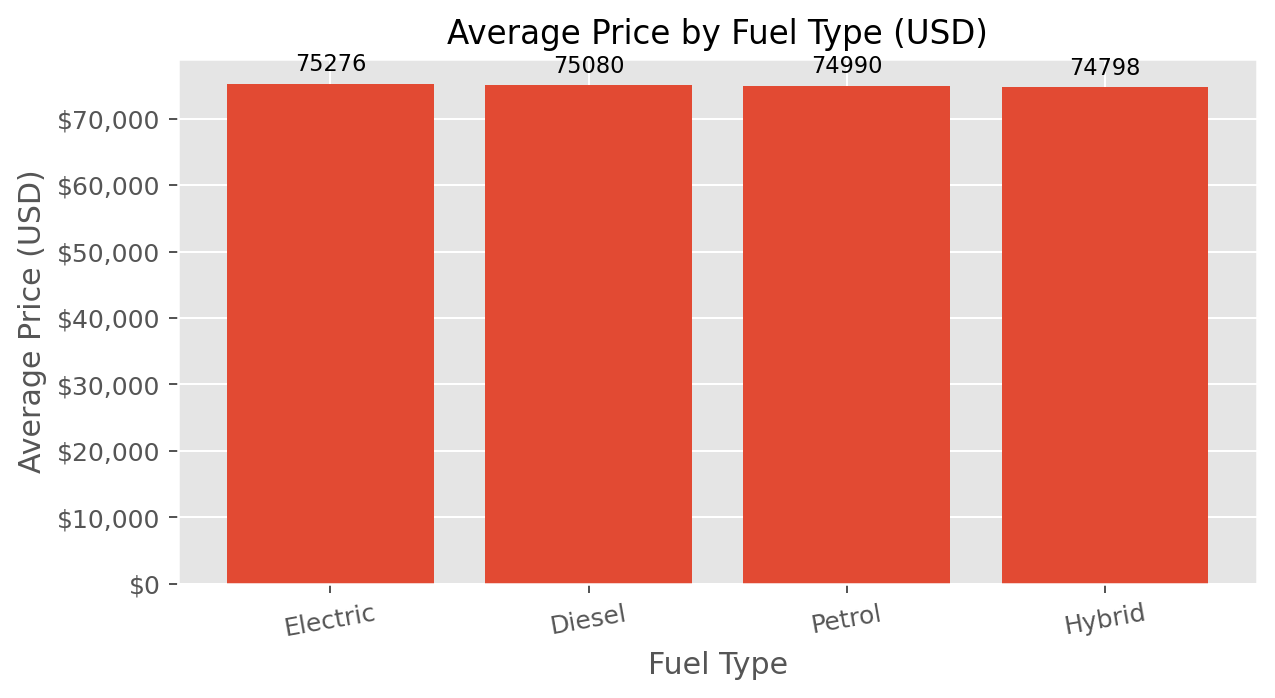 Average Price by Fuel Type (USD)
75276 75080 74990 74798
$70,000
$60,000
$50,000
$40,000
$30,000
$20,000
$10,000
$0
Average Price (USD)
Electric Diesel Petrol Hybrid
Fuel Type